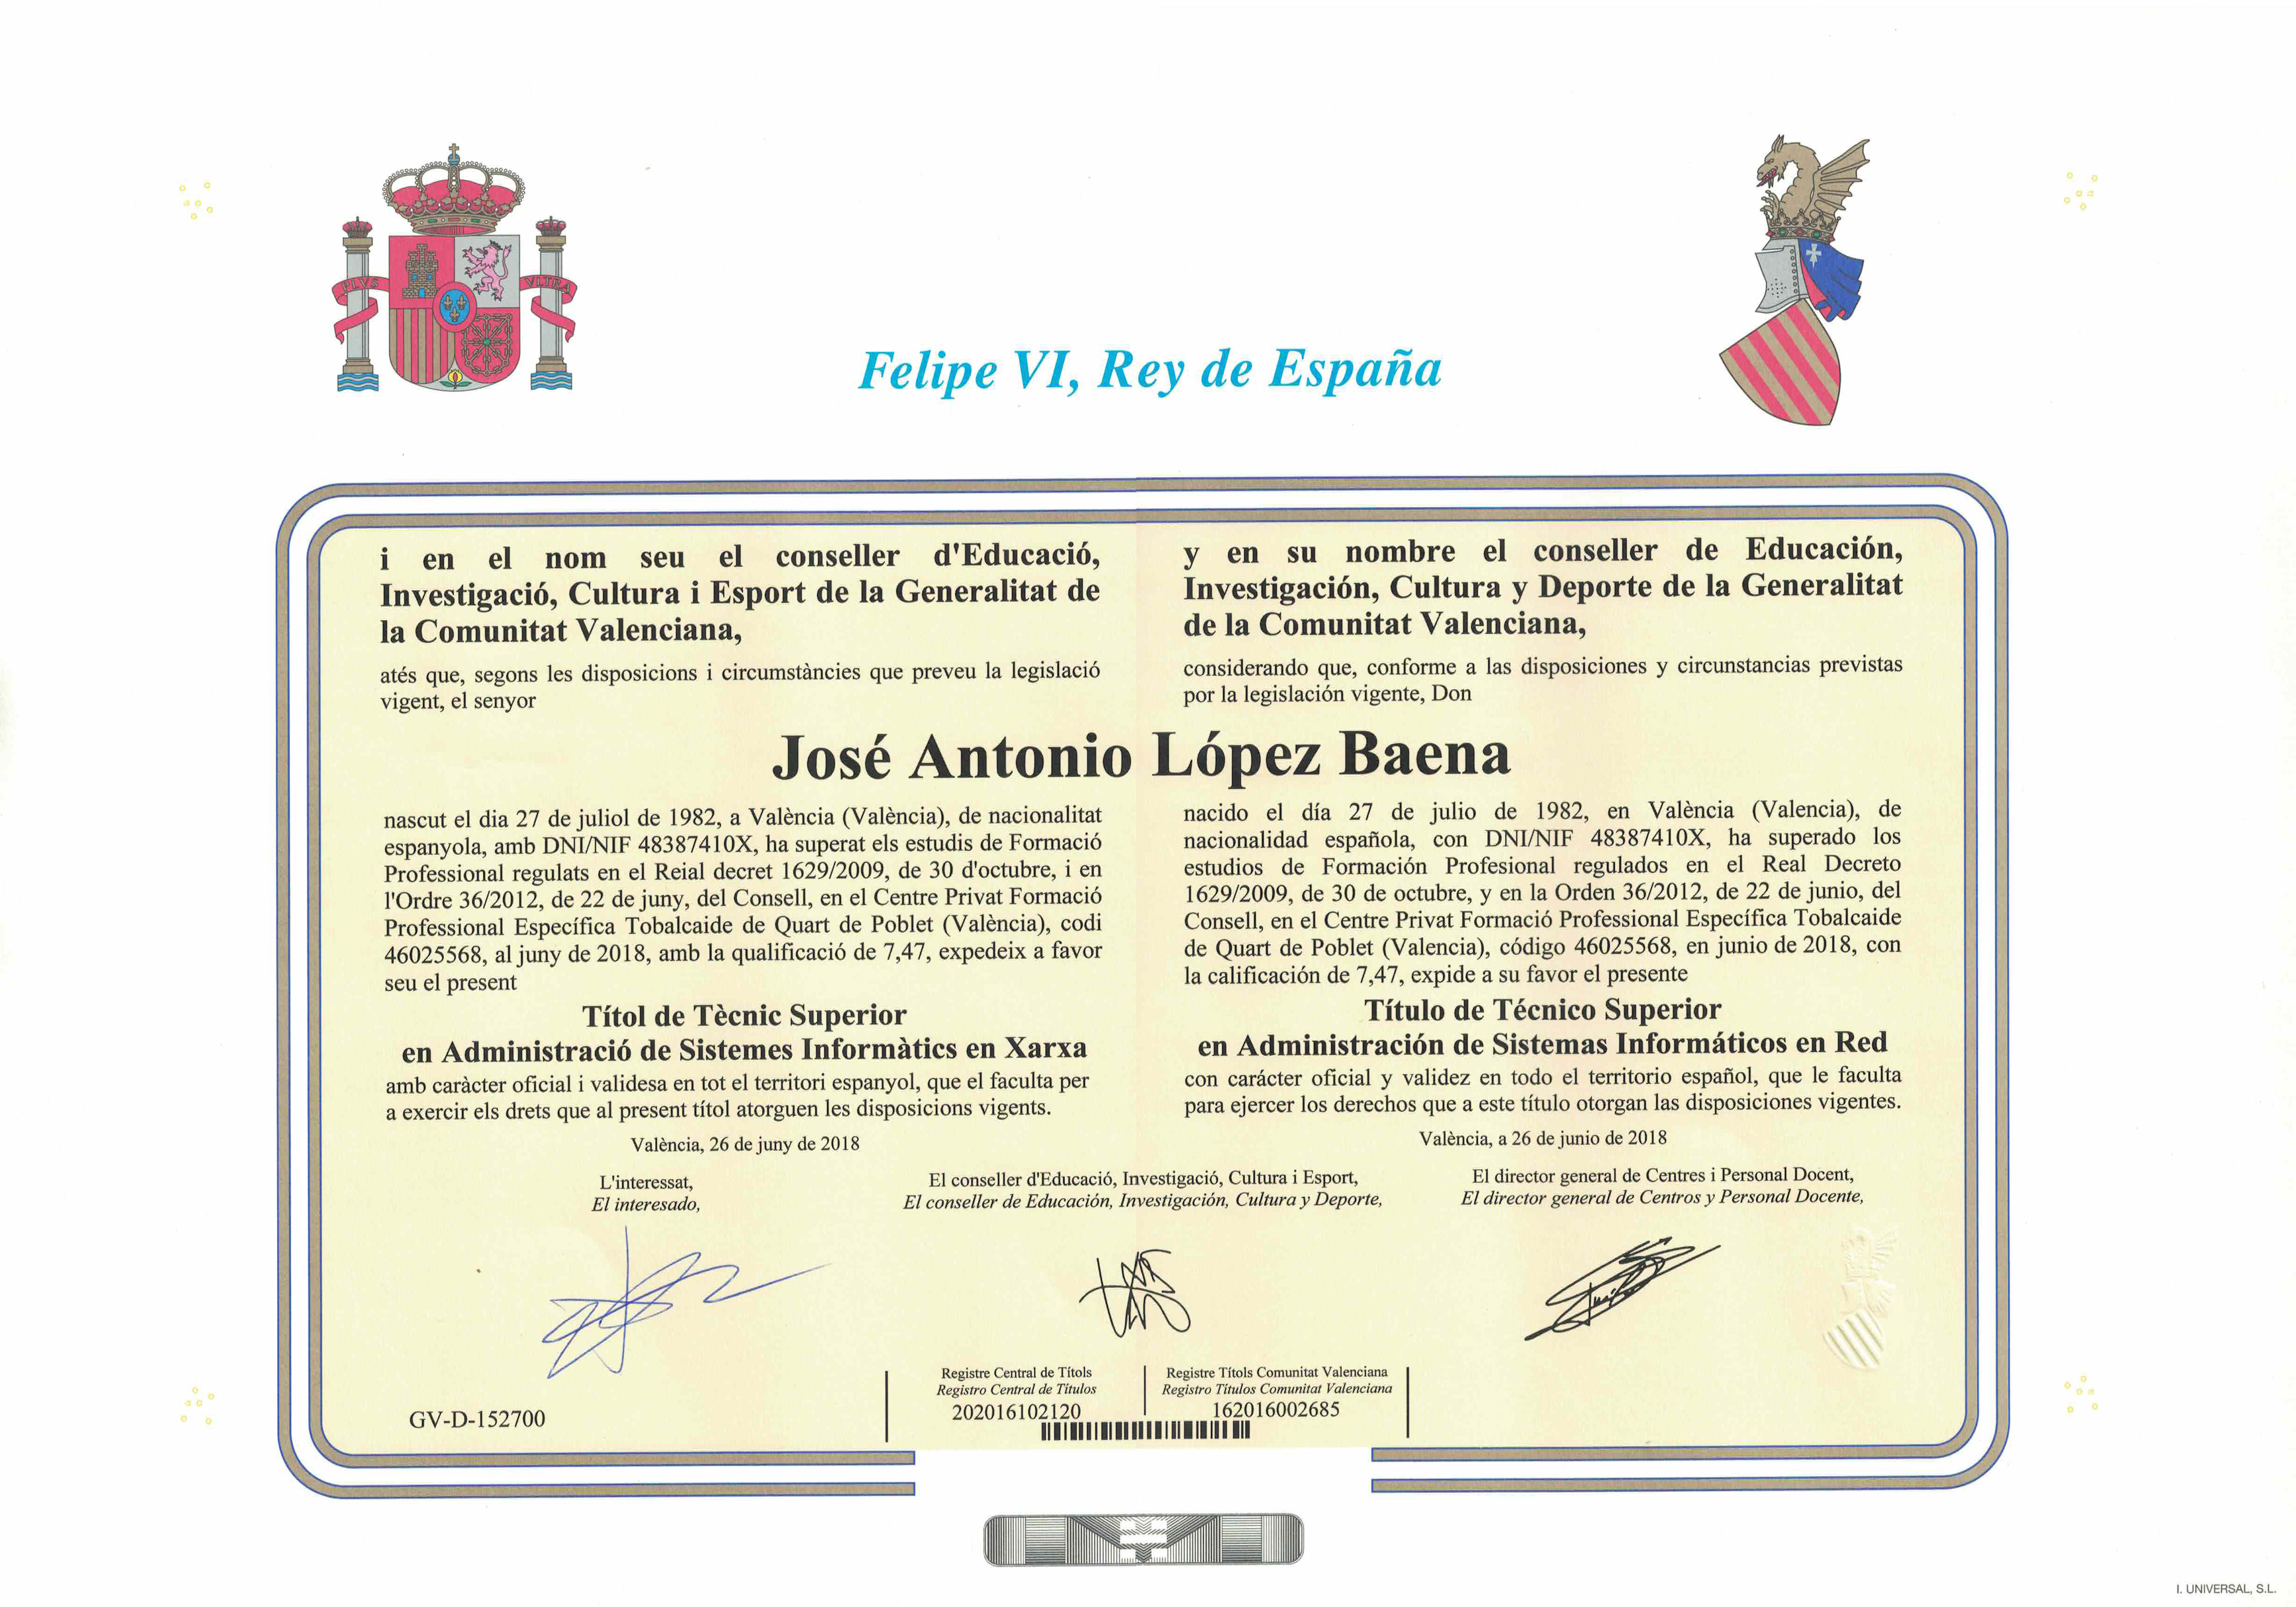 PLVS
VLTRA
Felipe VI, Rey de España
i en el nom seu el conseller d'Educació,
Investigació, Cultura i Esport de la Generalitat de
la Comunitat Valenciana,
atés que, segons les disposicions i circumstàncies que preveu la legislació
vigent, el senyor
y en su nombre el conseller de Educación,
Investigación, Cultura y Deporte de la Generalitat
de la Comunitat Valenciana,
considerando que, conforme a las disposiciones y circunstancias previstas
por la legislación vigente, Don
José Antonio López Baena
nascut el dia 27 de juliol de 1982, a València (València), de nacionalitat
espanyola, amb DNI/NIF 48387410X, ha superat els estudis de Formació
Professional regulats en el Reial decret 1629/2009, de 30 d'octubre, i en
l'Ordre 36/2012, de 22 de juny, del Consell, en el Centre Privat Formació
Professional Específica Tobalcaide de Quart de Poblet (València), codi
46025568, al juny de 2018, amb la qualificació de 7,47, expedeix a favor
seu el present
Títol de Tècnic Superior
en Administració de Sistemes Informàtics en Xarxa
amb caràcter oficial i validesa en tot el territori espanyol, que el faculta per
a exercir els drets que al present títol atorguen les disposicions vigents.
València, 26 de juny de 2018
nacido el día 27 de julio de 1982, en València (Valencia), de
nacionalidad española, con DNI/NIF 48387410X, ha superado los
estudios de Formación Profesional regulados en el Real Decreto
1629/2009, de 30 de octubre, y en la Orden 36/2012, de 22 de junio, del
Consell, en el Centre Privat Formació Professional Específica Tobalcaide
de Quart de Poblet (Valencia), código 46025568, en junio de 2018, con
la calificación de 7,47, expide a su favor el presente
Título de Técnico Superior
en Administración de Sistemas Informáticos en Red
con carácter oficial y validez en todo el territorio español, que le faculta
para ejercer los derechos que a este título otorgan las disposiciones vigentes.
València, a 26 de junio de 2018
L'interessat,
El interesado,
El conseller d'Educació, Investigació, Cultura i Esport,
El conseller de Educación, Investigación, Cultura y Deporte,
El director general de Centres i Personal Docent,
El director general de Centros y Personal Docente,
GV-D-152700
Registre Central de Títols
Registro Central de Títulos
202016102120
Registre Títols Comunitat Valenciana
Registro Títulos Comunitat Valenciana
162016002685
I. UNIVERSAL, S.L.